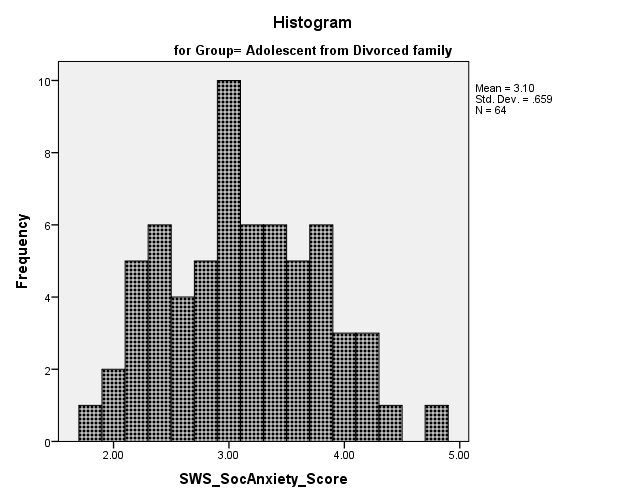 Histogram
for Group= Adolescent from Divorced family
Mean = 3.10
Std. Dev. = .659
N = 64
Frequency
10
8
6
4
2
0
2.00 3.00 4.00 5.00
SWS_SocAnxiety_Score